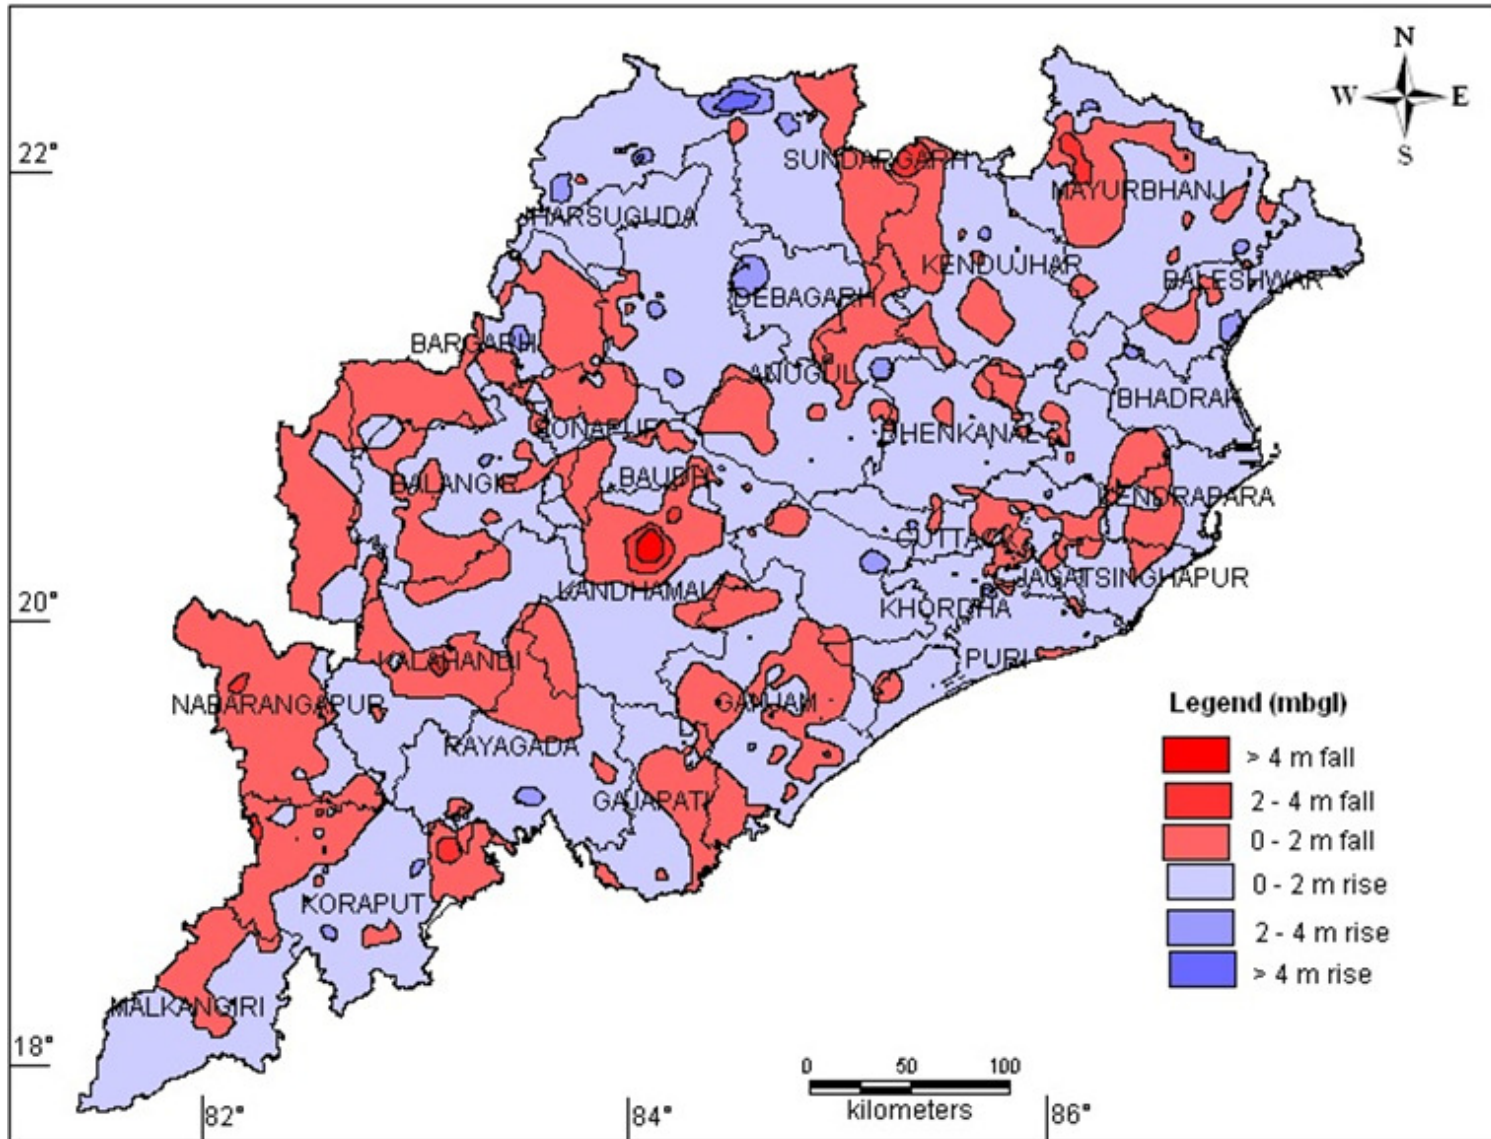 N
W E
S
22°
SUNDARGARH
MAYURBHANJ
HARSUGUDA
KENDUJHAR
BALESHWAR
DEBAGARH
BARGARH
ANUGUL
BHADRAK
SONAPUR
DHENKANAL
BALANGIR
BAUDH
KENDRAPARA
CUTTACK
KANDHAMAL
JAGATSINGHAPUR
20°
KHORDHA
KALAHANDI
PURI
NABARANGAPUR
GANJAM
RAYAGADA
GAJAPATI
KORAPUT
MALKANGIRI
18°
Legend (mbgl)
> 4 m fall
2 - 4 m fall
0 - 2 m fall
0 - 2 m rise
2 - 4 m rise
> 4 m rise
0 50 100
kilometers
82° 84° 86°